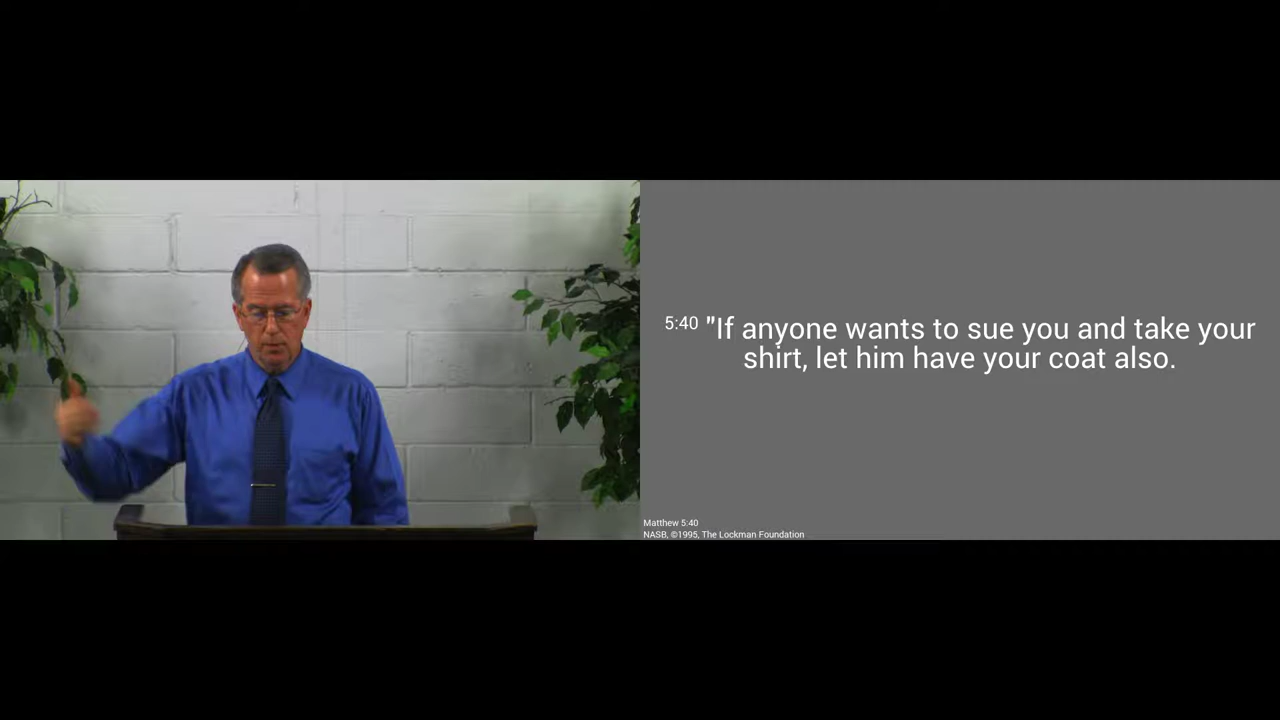 5:40 "If anyone wants to sue you and take your
shirt, let him have your coat also.
Matthew 5:40
NASB, ©1995, The Lockman Foundation